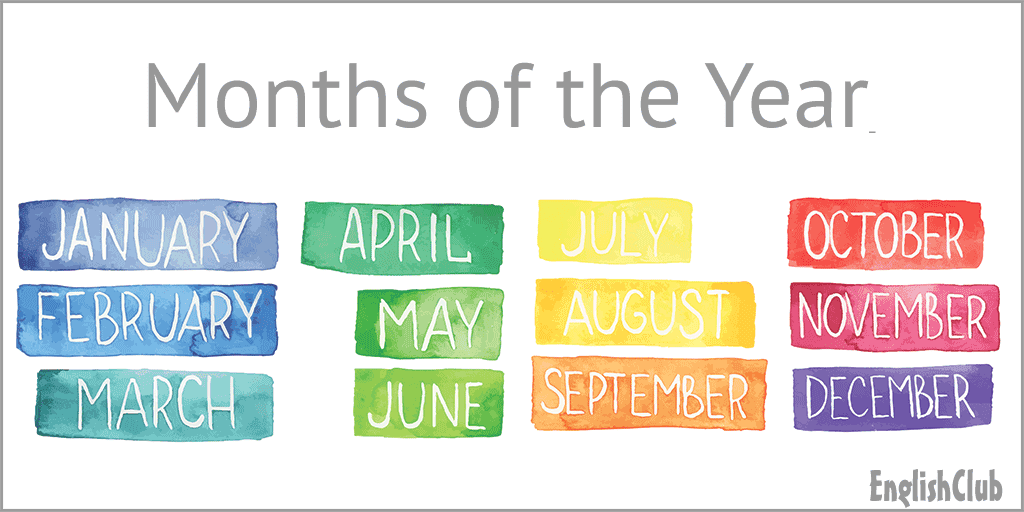 Months of the Year
JANUARY
FEBRUARY
MARCH
APRIL
MAY
JUNE
JULY
AUGUST
SEPTEMBER
OCTOBER
NOVEMBER
DECEMBER
EnglishClub